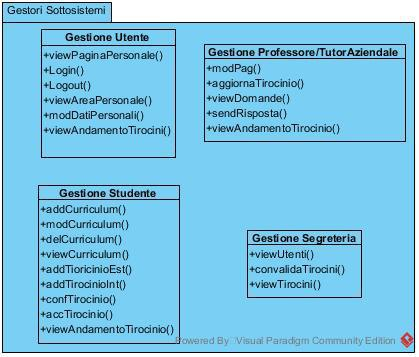 Gestori Sottosistemi
Gestione Utente
+viewPaginaPersonale()
+Login()
+Logout()
+viewAreaPersonale()
+modDatiPersonali()
+viewAndamentoTirocini()
Gestione Professore/TutorAziendale
+modPag()
+aggiornaTirocinio()
+viewDomande()
+sendRisposta()
+viewAndamentoTirocinio()
Gestione Studente
+addCurriculum()
+modCurriculum()
+delCurriculum()
+viewCurriculum()
+addTioricinioEst()
+addTirocinioInt()
+confTirocinio()
+accTirocinio()
+viewAndamentoTirocinio()
Gestione Segreteria
+viewUtenti()
+convalidaTirocini()
+viewTirocini()
Powered By Visual Paradigm Community Edition